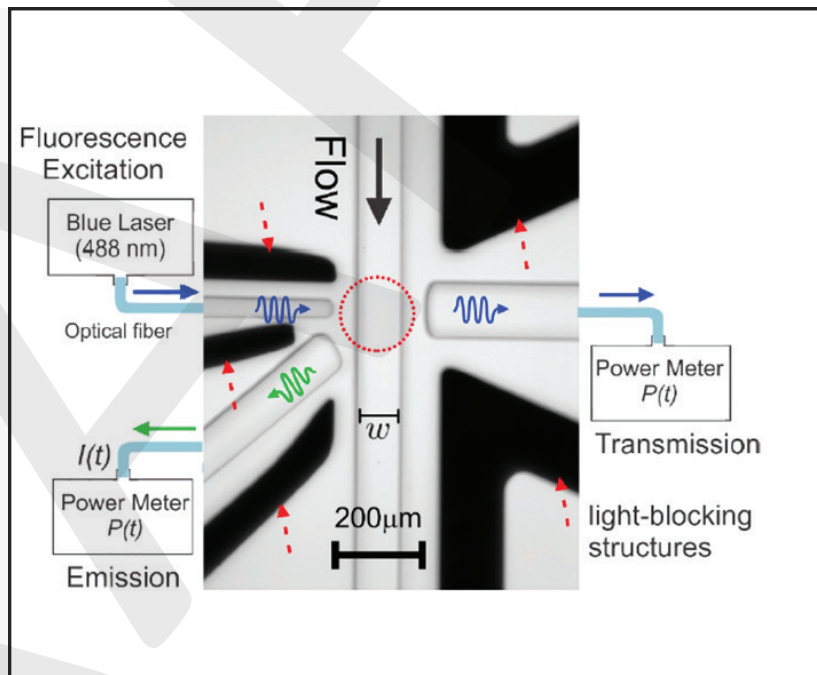 Fluorescence
Excitation
Blue Laser
(488 nm)
Optical fiber
I(t)
Power Meter
P(t)
Emission
Flow
w
200μm
Power Meter
P(t)
Transmission
light-blocking
structures